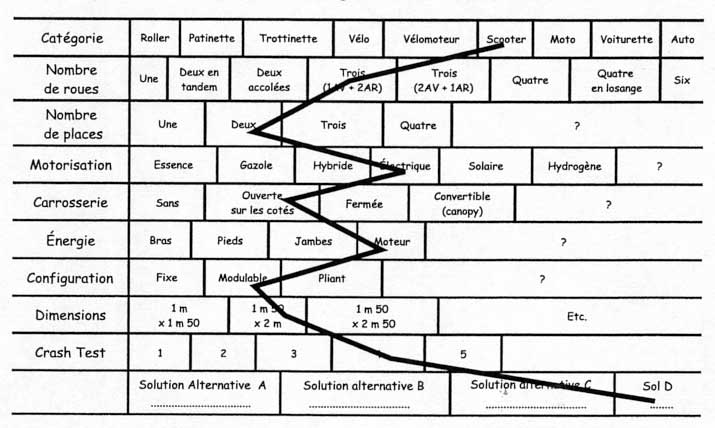 Catégorie Roller Patinette Trottinette Vélo Vélomoteur Scooter Moto Voiturette Auto
Nombre de roues Une Deux en tandem Deux accolées Trois (1AV + 2AR) Trois (2AV + 1AR) Quatre Quatre en losange Six
Nombre de places Une Deux Trois Quatre ?
Motorisation Essence Gazole Hybride Électrique Solaire Hydrogène ?
Carrosserie Sans Ouverte sur les cotés Fermée Convertible (canopy) ?
Énergie Bras Pieds Jambes Moteur ?
Configuration Fixe Modulable Pliant ?
Dimensions 1 m x 1 m 50 1 m 50 x 2 m 1 m 50 x 2 m 50 Etc.
Crash Test 1 2 3 5
Solution Alternative A Solution alternative B Solution alternative C Sol D